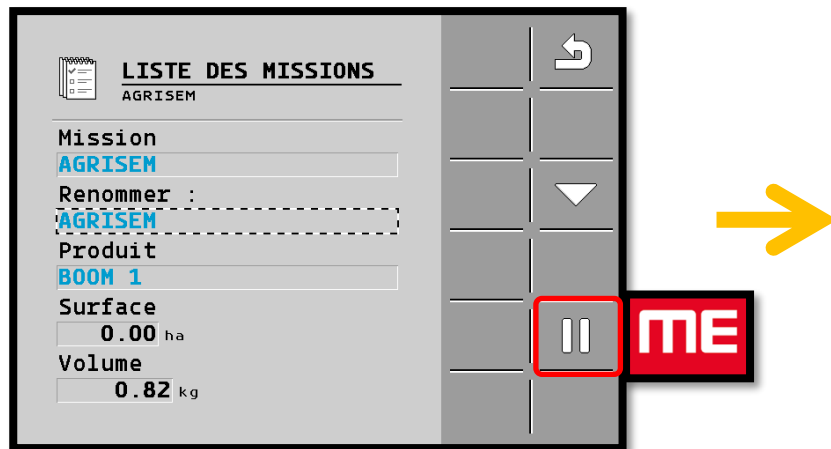 LISTE DES MISSIONS
AGRISEM
Mission
AGRISEM
Renommer :
AGRISEM
Produit
BOOM 1
Surface
0.00 ha
Volume
0.82 kg
ME